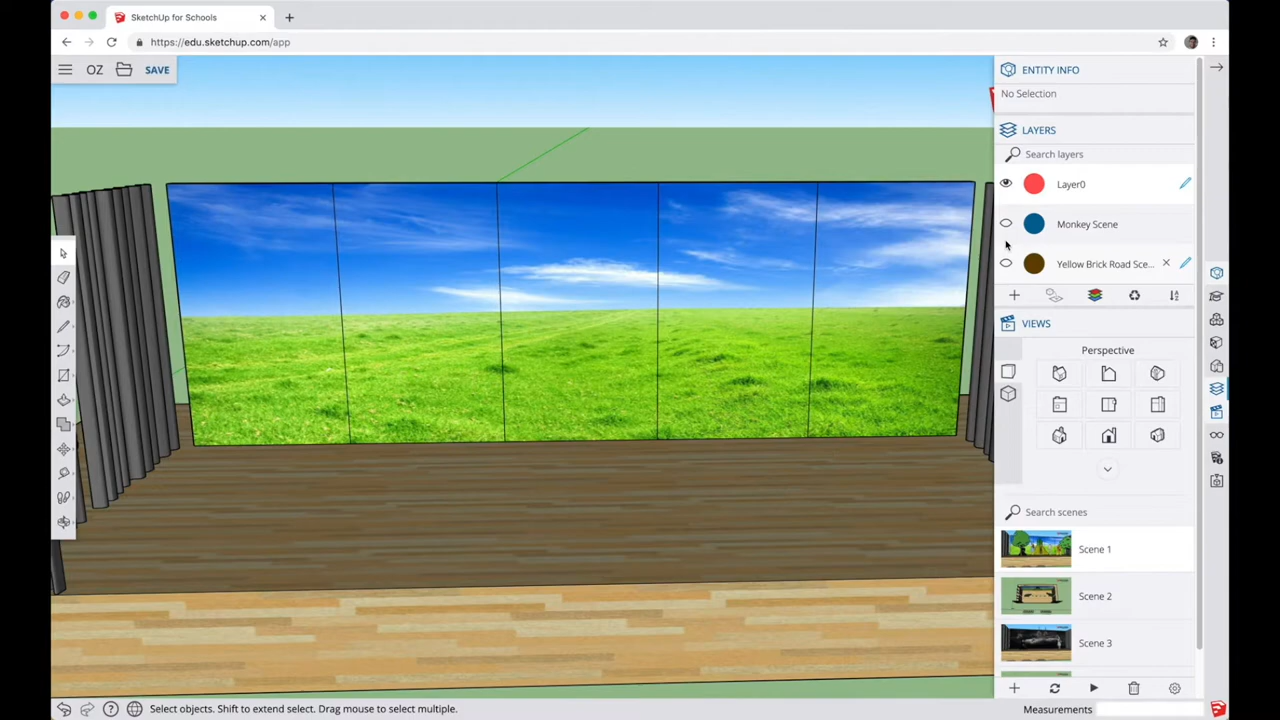 SketchUp for Schools
https://edu.sketchup.com/app
OZ
SAVE
ENTITY INFO
No Selection
LAYERS
Search layers
Layer0
Monkey Scene
Yellow Brick Road Sce...
VIEWS
Perspective
Search scenes
Scene 1
Scene 2
Scene 3
Select objects. Shift to extend select. Drag mouse to select multiple.
Measurements